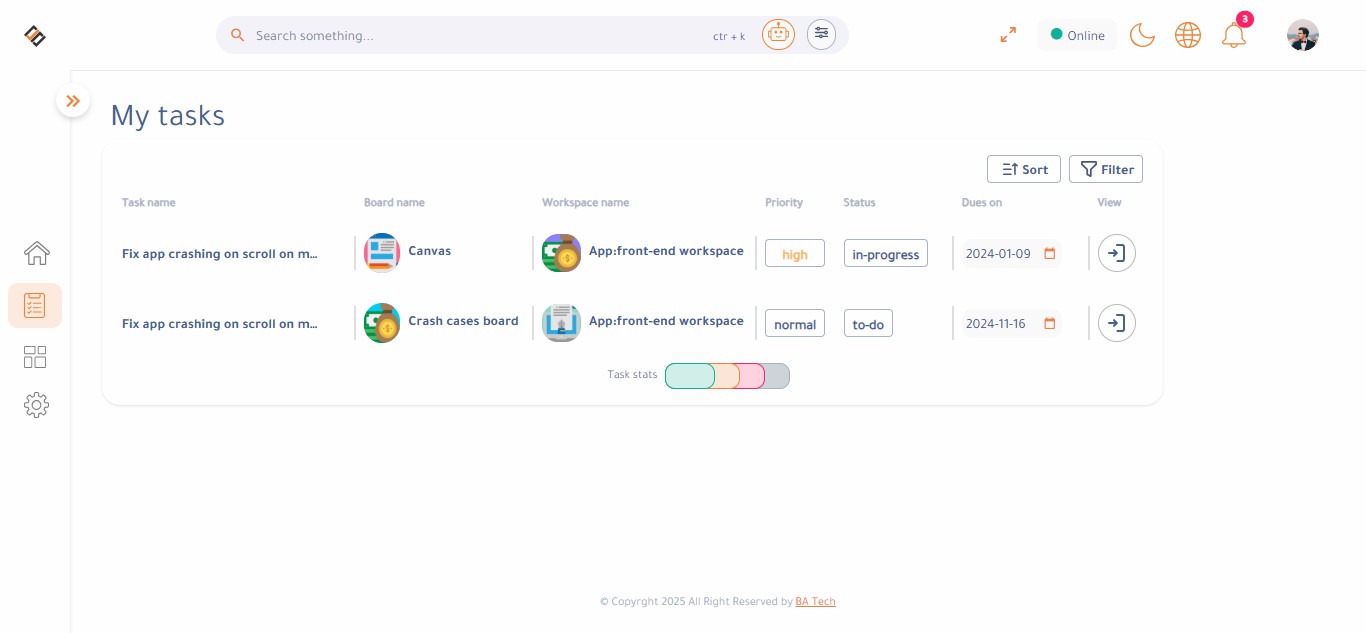 Search something...
ctr + k
Online
3
My tasks
Sort
Filter
Task name
Board name
Workspace name
Priority
Status
Dues on
View
Fix app crashing on scroll on m...
Canvas
App:front-end workspace
high
in-progress
2024-01-09
Fix app crashing on scroll on m...
Crash cases board
App:front-end workspace
normal
to-do
2024-11-16
Task stats
© Copyrght 2025 All Right Reserved by BA Tech